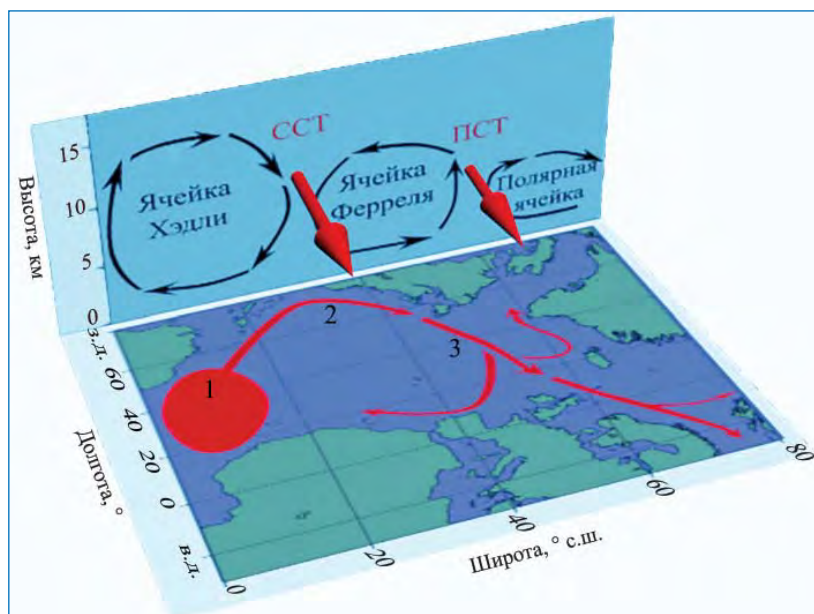 ССТ
ПСТ
Ячейка
Хэдли
Ячейка
Ферреля
Полярная
ячейка
Высота, км
15
10
5
0
1
2
3
Долгота, °
з.д. 60
40
20
0
в.д.
0
20
40
60
80
Широта, ° с.ш.